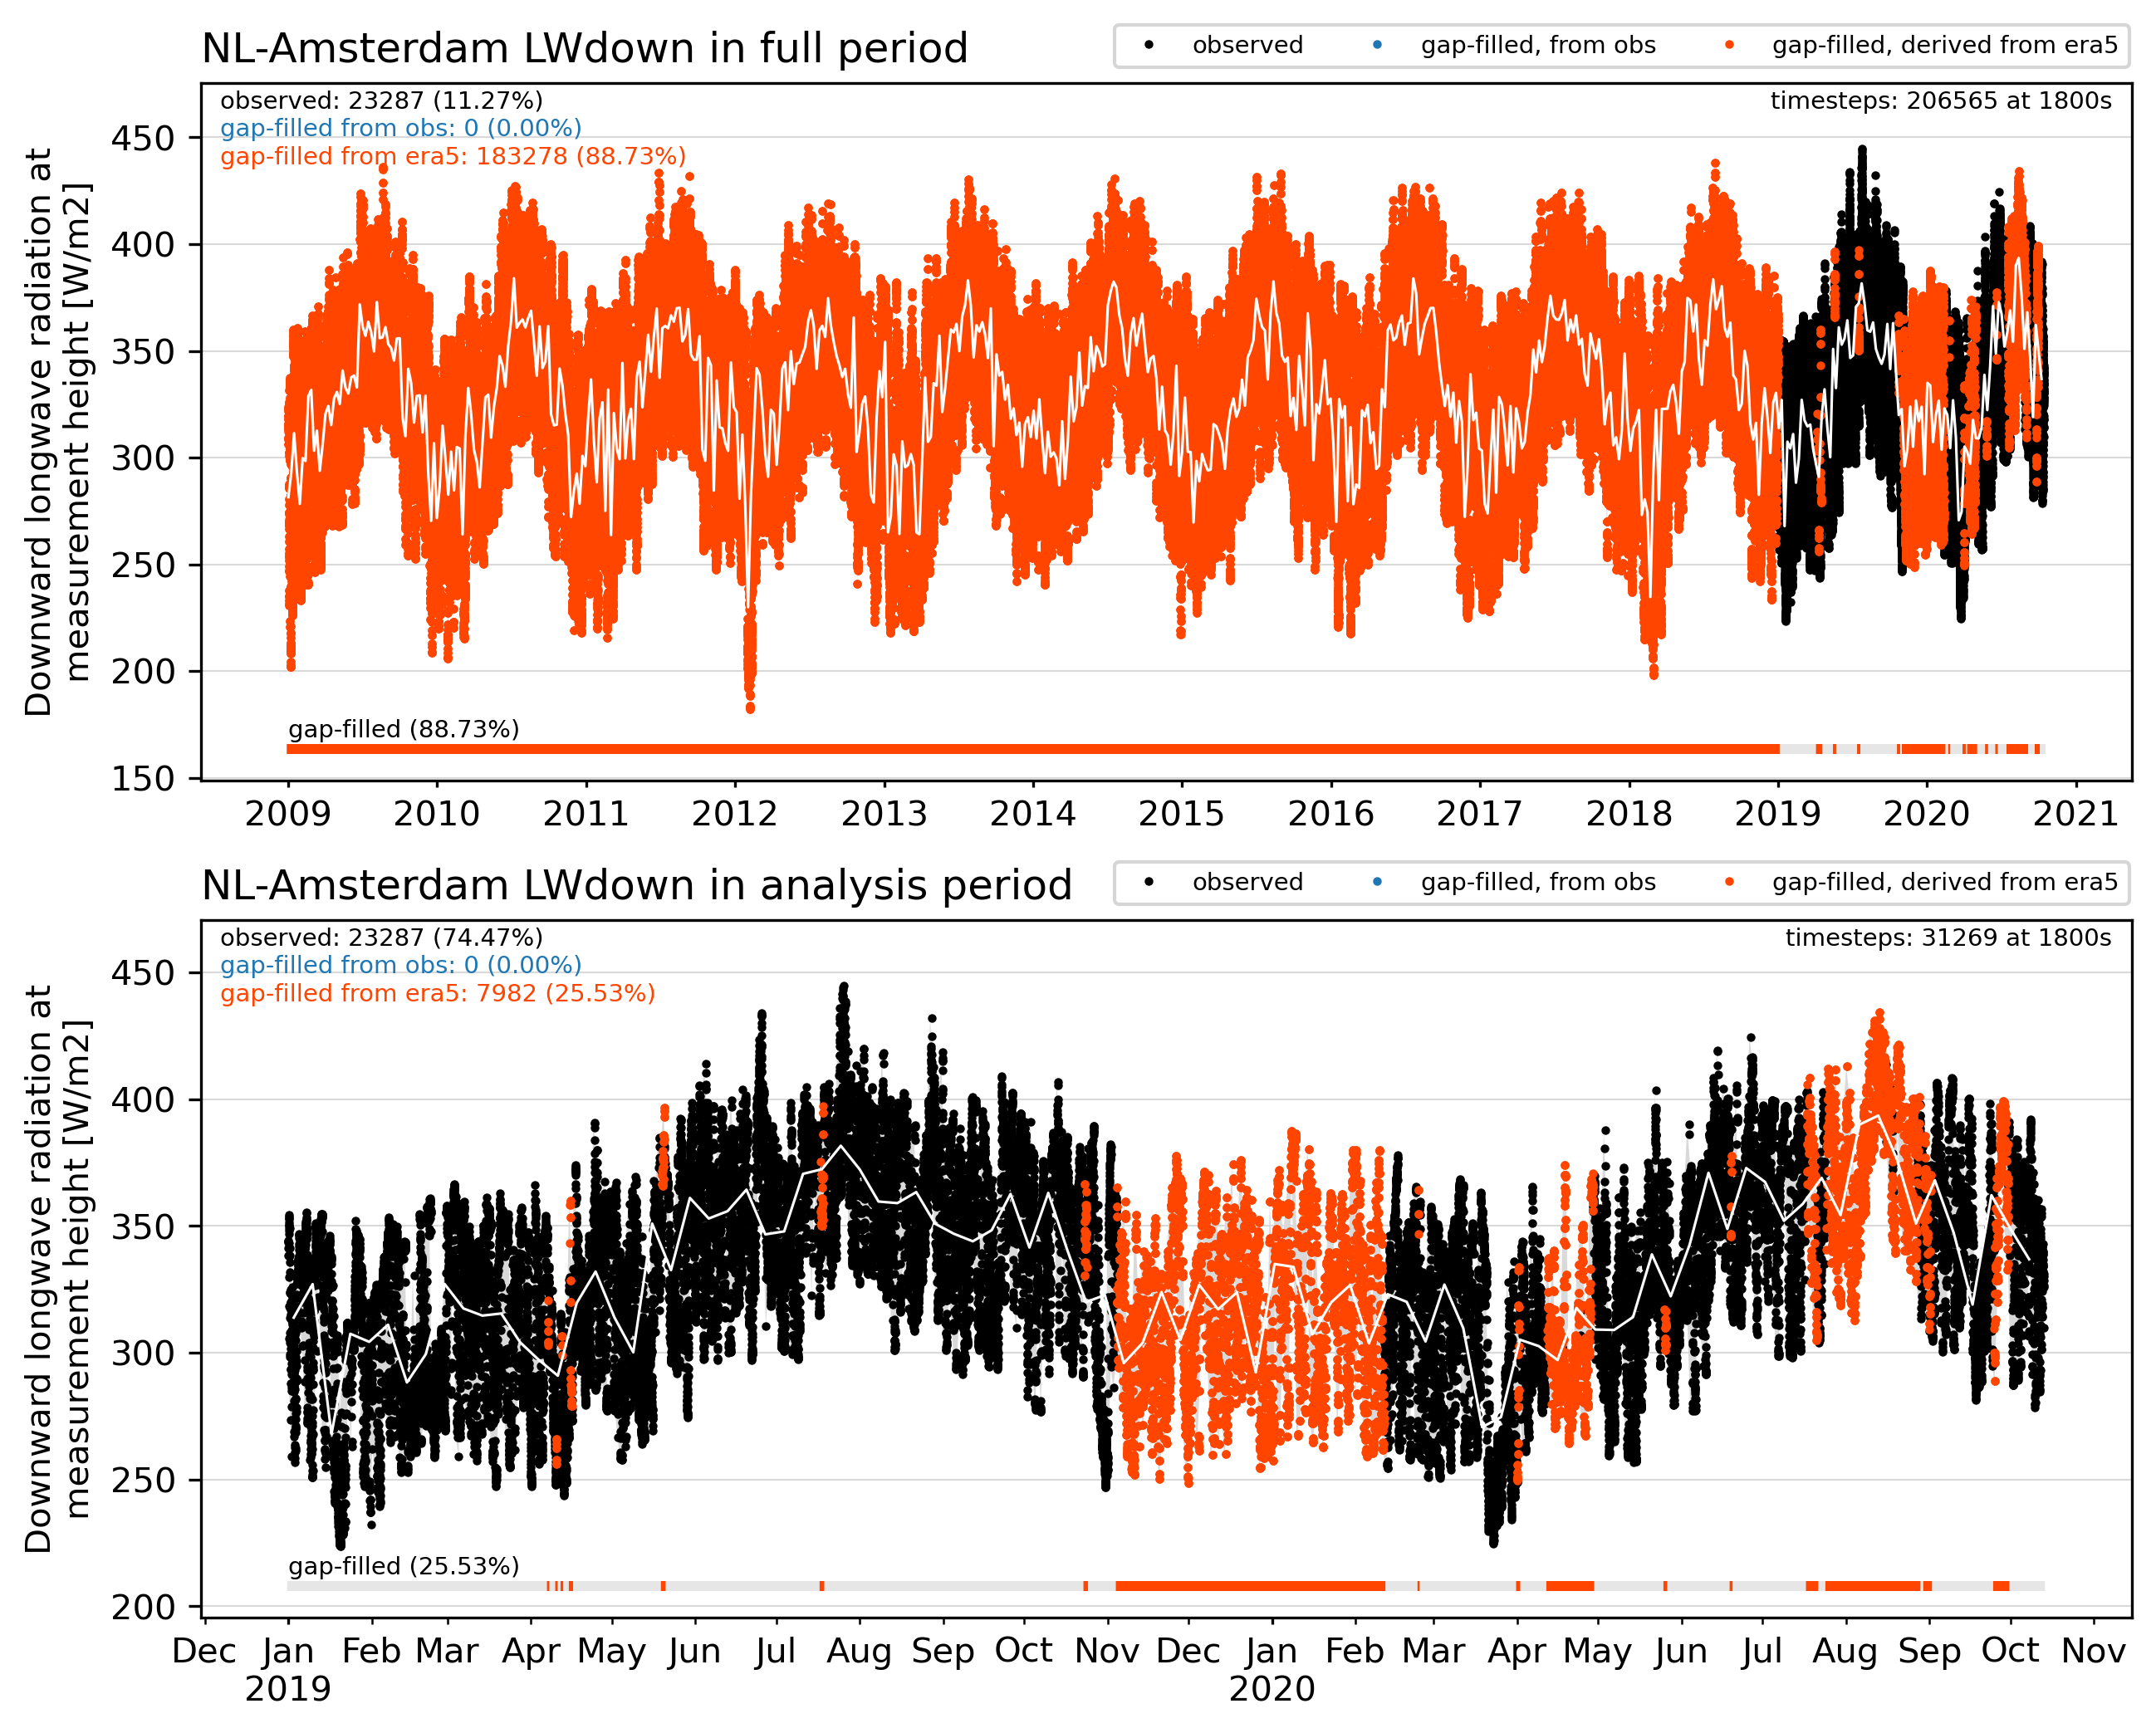 NL-Amsterdam LWdown in full period
observed
gap-filled, from obs
gap-filled, derived from era5
observed: 23287 (11.27%)
gap-filled from obs: 0 (0.00%)
gap-filled from era5: 183278 (88.73%)
timesteps: 206565 at 1800s
Downward longwave radiation at
measurement height [W/m2]
450
400
350
300
250
200
150
gap-filled (88.73%)
2009 2010 2011 2012 2013 2014 2015 2016 2017 2018 2019 2020 2021
NL-Amsterdam LWdown in analysis period
observed
gap-filled, from obs
gap-filled, derived from era5
observed: 23287 (74.47%)
gap-filled from obs: 0 (0.00%)
gap-filled from era5: 7982 (25.53%)
timesteps: 31269 at 1800s
Downward longwave radiation at
measurement height [W/m2]
450
400
350
300
250
200
gap-filled (25.53%)
Dec Jan Feb Mar Apr May Jun Jul Aug Sep Oct Nov Dec Jan Feb Mar Apr May Jun Jul Aug Sep Oct Nov
2019 2020